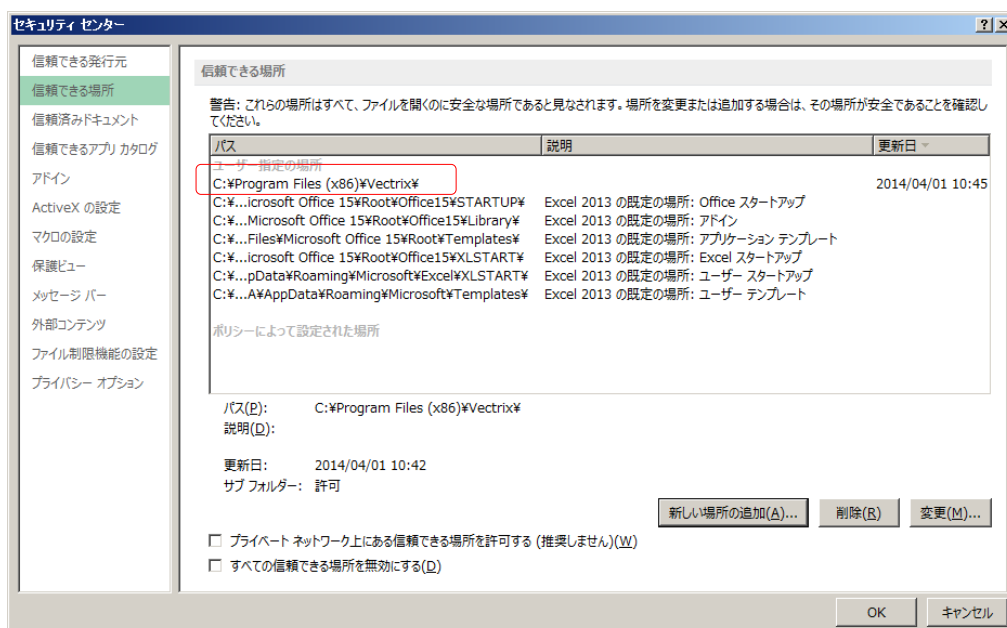 セキュリティ センター
信頼できる発行元
信頼できる場所
信頼済みドキュメント
信頼できるアプリ カタログ
アドイン
ActiveX の設定
マクロの設定
保護ビュー
メッセージ バー
外部コンテンツ
ファイル制限機能の設定
プライバシー オプション
信頼できる場所
警告: これらの場所はすべて、ファイルを開くのに安全な場所であると見なされます。場所を変更または追加する場合は、その場所が安全であることを確認し
てください。
パス 説明 更新日
ユーザー指定の場所
C:¥Program Files (x86)¥Vectrix¥ 2014/04/01 10:45
C:¥...icrosoft Office 15¥Root¥Office15¥STARTUP¥ Excel 2013 の既定の場所: Office スタートアップ
C:¥...Microsoft Office 15¥Root¥Office15¥Library¥ Excel 2013 の既定の場所: アドイン
C:¥...Files¥Microsoft Office 15¥Root¥Templates¥ Excel 2013 の既定の場所: アプリケーション テンプレート
C:¥...icrosoft Office 15¥Root¥Office15¥XLSTART¥ Excel 2013 の既定の場所: Excel スタートアップ
C:¥...pData¥Roaming¥Microsoft¥Excel¥XLSTART¥ Excel 2013 の既定の場所: ユーザー スタートアップ
C:¥...A¥AppData¥Roaming¥Microsoft¥Templates¥ Excel 2013 の既定の場所: ユーザー テンプレート
ポリシーによって設定された場所
パス(P): C:¥Program Files (x86)¥Vectrix¥
説明(D):
更新日: 2014/04/01 10:42
サブ フォルダー: 許可
新しい場所の追加(A)... 削除(R) 変更(M)...
プライベート ネットワーク上にある信頼できる場所を許可する (推奨しません)(W)
すべての信頼できる場所を無効にする(D)
OK キャンセル